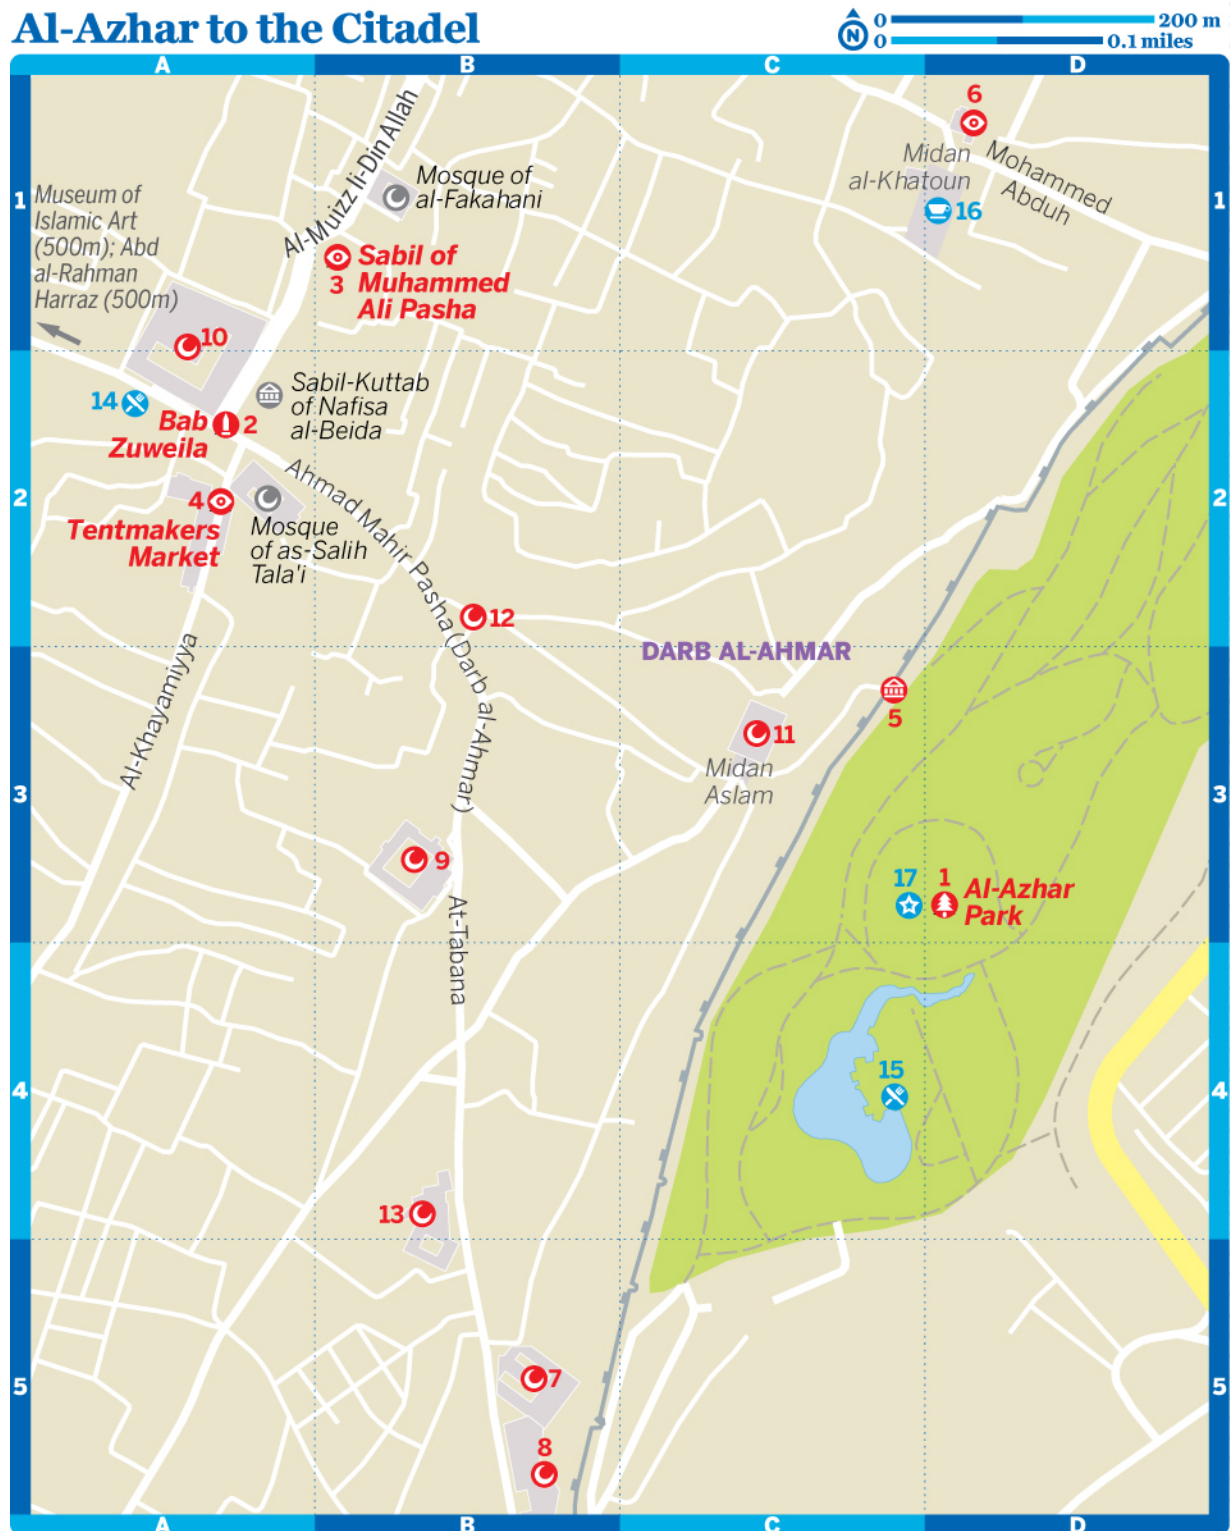 Al-Azhar to the Citadel
0 200 m
N
0 0.1 miles
A B C D
6
Al-Muizz li-Din Allah
Midan
al-Khatoun
Mohammed
Abduh
Mosque of
al-Fakahani
1
1
Museum of
Islamic Art
(500m); Abd
al-Rahman
Harraz (500m)
16
Sabil of
3 Muhammed
Ali Pasha
10
Sabil-Kuttab
of Nafisa
al-Beida
14
Bab
Zuweila
2
Ahmad Mahir Pasha (Darb al-Ahmar)
2
2
4
Tentmakers
Market
Mosque
of as-Salih
Tala'i
12
DARB AL-AHMAR
Al-Khayamiyya
5
11
Midan
Aslam
3
3
9
17
1
Al-Azhar
Park
At-Tabana
15
4
4
13
7
5
5
8
A B C D